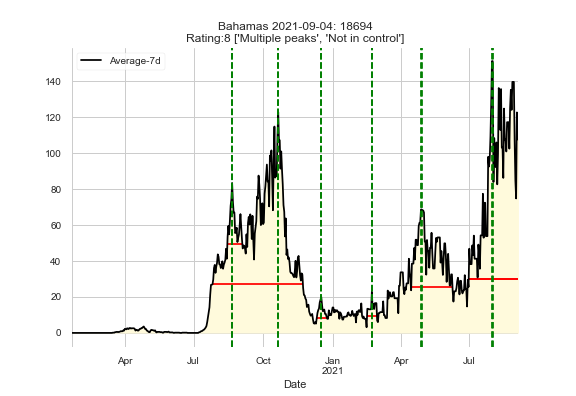 Bahamas 2021-09-04: 18694
Rating:8 ['Multiple peaks', 'Not in control']
Average-7d
140
120
100
80
60
40
20
0
Apr Jul Oct Jan Apr Jul
2021
Date